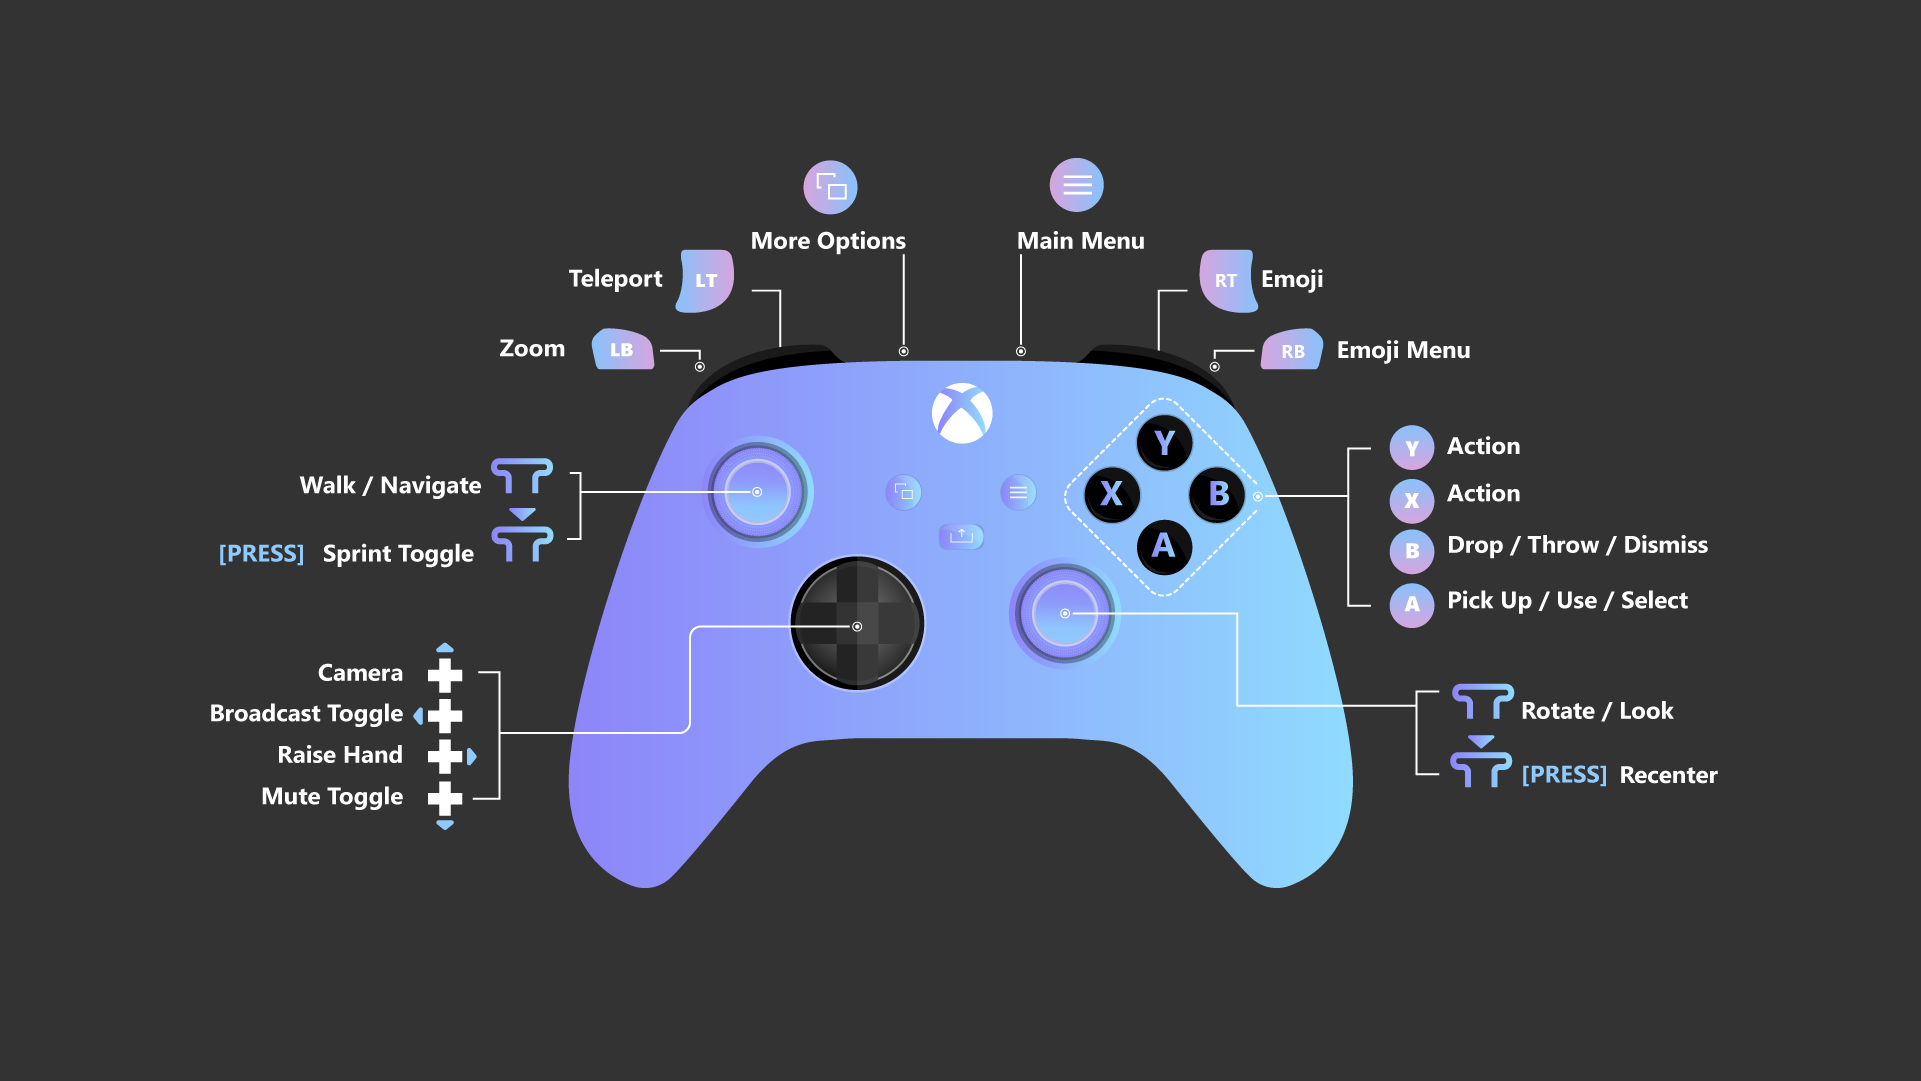 More Options
Main Menu
Teleport LT
RT Emoji
Zoom LB
RB Emoji Menu
Walk / Navigate
[PRESS] Sprint Toggle
Y
X
B
A
Y Action
X Action
B Drop / Throw / Dismiss
A Pick Up / Use / Select
Camera
Broadcast Toggle
Raise Hand
Mute Toggle
Rotate / Look
[PRESS] Recenter